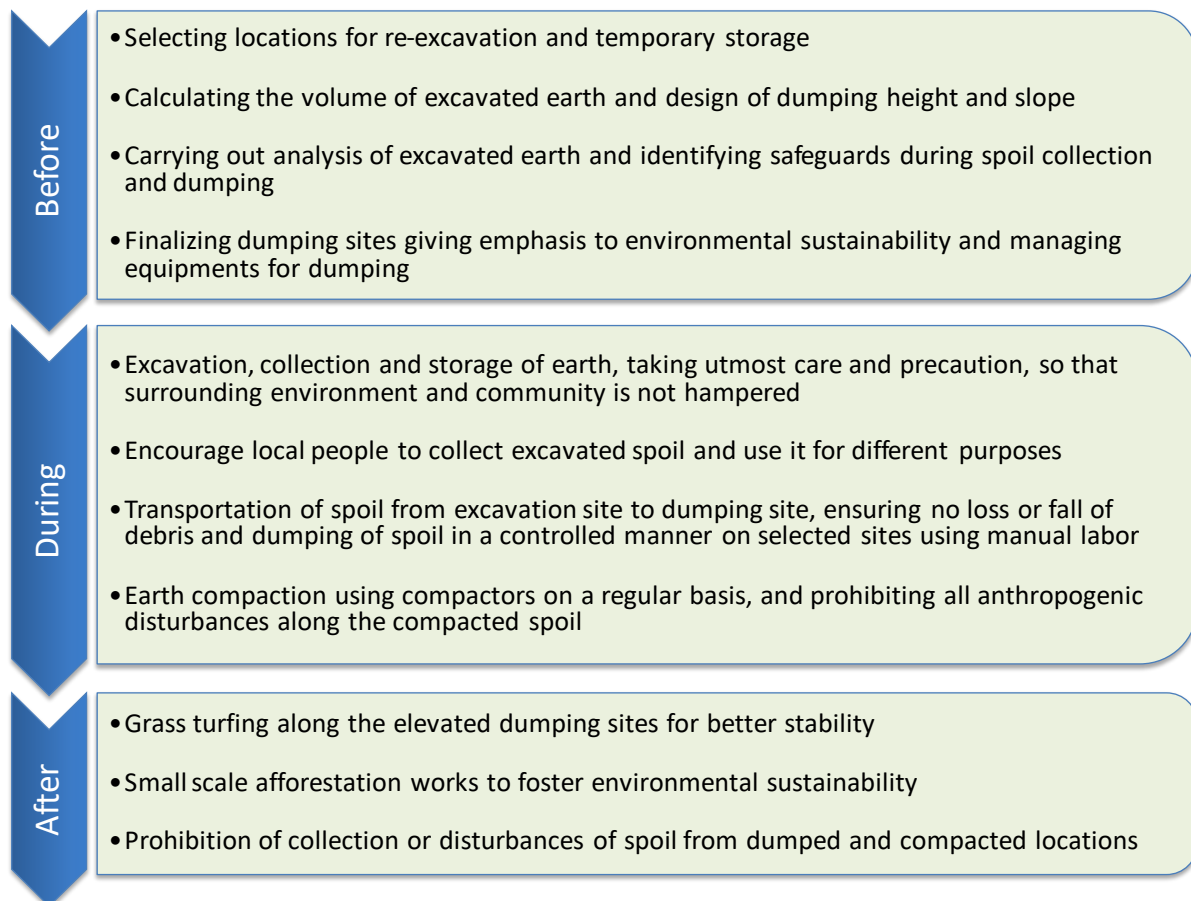 Before
•Selecting locations for re-excavation and temporary storage
•Calculating the volume of excavated earth and design of dumping height and slope
•Carrying out analysis of excavated earth and identifying safeguards during spoil collection
and dumping
•Finalizing dumping sites giving emphasis to environmental sustainability and managing
equipments for dumping
During
•Excavation, collection and storage of earth, taking utmost care and precaution, so that
surrounding environment and community is not hampered
•Encourage local people to collect excavated spoil and use it for different purposes
•Transportation of spoil from excavation site to dumping site, ensuring no loss or fall of
debris and dumping of spoil in a controlled manner on selected sites using manual labor
•Earth compaction using compactors on a regular basis, and prohibiting all anthropogenic
disturbances along the compacted spoil
After
•Grass turfing along the elevated dumping sites for better stability
•Small scale afforestation works to foster environmental sustainability
•Prohibition of collection or disturbances of spoil from dumped and compacted locations